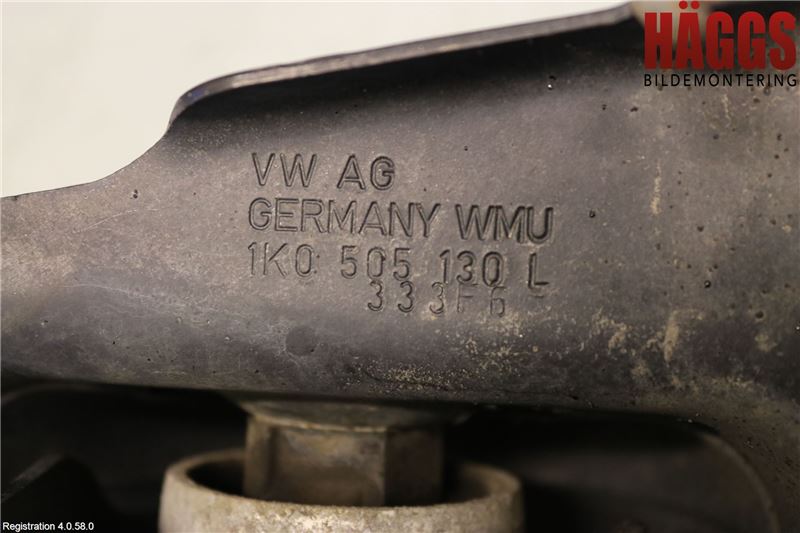 HÄGGS
BILDEMONTERING
VW AG
GERMANY WMU
1K0 505 130 L
333F6
Registration 4.0.58.0